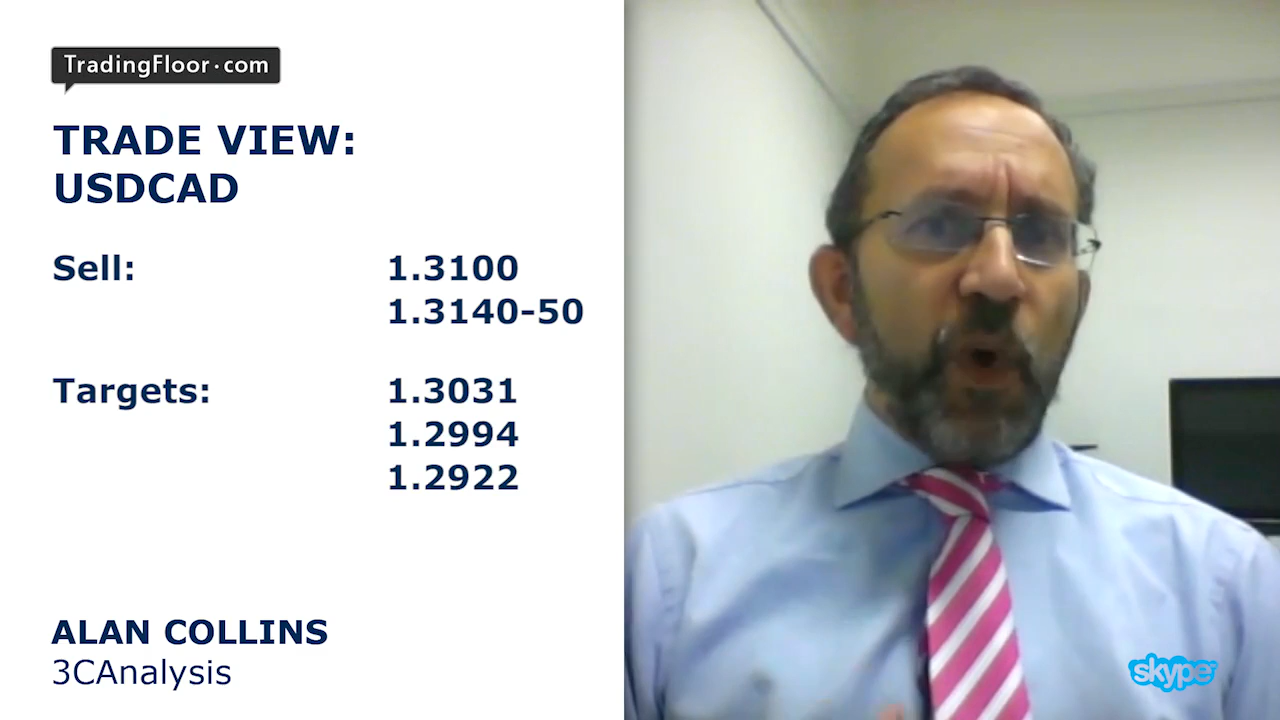 TradingFloor·com
TRADE VIEW:
USDCAD
Sell: 1.3100
1.3140-50
Targets: 1.3031
1.2994
1.2922
ALAN COLLINS
3CAnalysis
skype